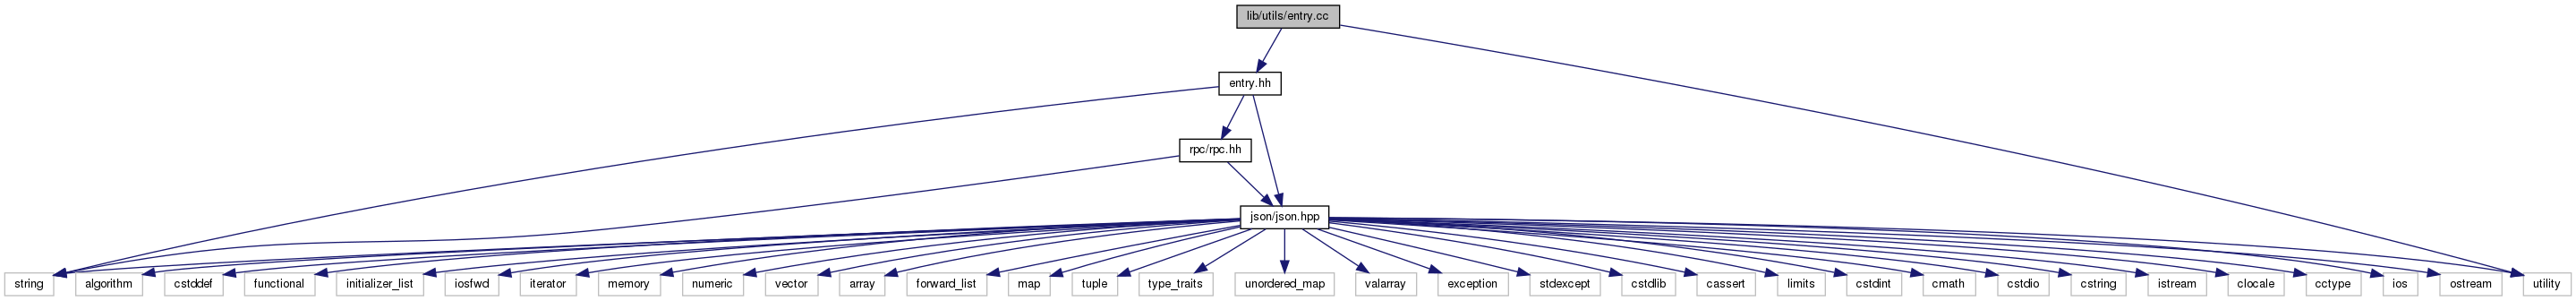 lib/utils/entry.cc
entry.hh
rpc/rpc.hh
json/json.hpp
string algorithm cstddef functional initializer_list iosfwd iterator memory numeric vector array forward_list map tuple type_traits unordered_map valarray exception stdexcept cstdlib cassert limits cstdint cmath cstdio cstring istream clocale cctype ios ostream utility